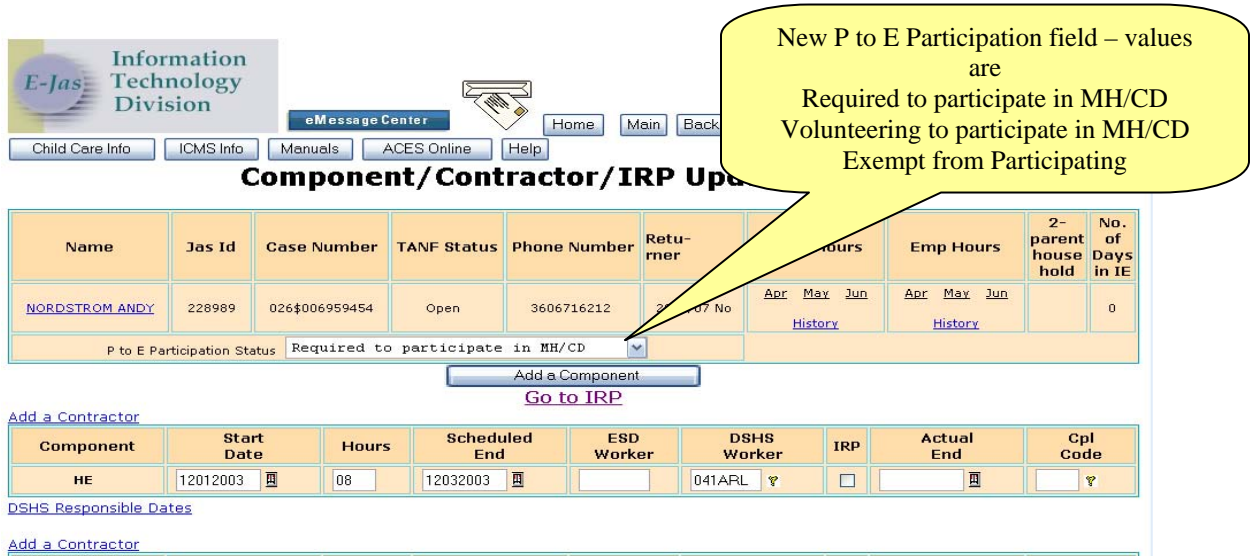 New P to E Participation field – values
are
Required to participate in MH/CD
Volunteering to participate in MH/CD
Exempt from Participating
E-Jas
Information
Technology
Division
eMessage Center
Home Main Back
Child Care Info ICMS Info Manuals ACES Online Help
Component/Contractor/IRP
Name Jas Id Case Number TANF Status Phone Number Retu-rner Emp Hours 2-parent house hold No. of Days in IE
NORDSTROM ANDY 228989 026$006959454 Open 3606716212 No Apr May Jun History Apr May Jun History 0
P to E Participation Status Required to participate in MH/CD
Add a Component
Go to IRP
Add a Contractor
Component Start Date Hours Scheduled End ESD Worker DSHS Worker IRP Actual End Cpl Code
HE 12012003 08 12032003 041ARL
DSHS Responsible Dates
Add a Contractor